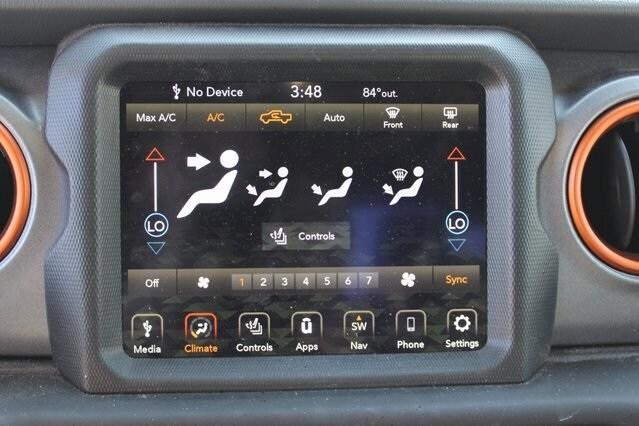 No Device 3:48 84° out.
Max A/C A/C Auto Front Rear
LO LO
Controls
Off 1 2 3 4 5 6 7 Sync
SW
Media Climate Controls Apps Nav Phone Settings